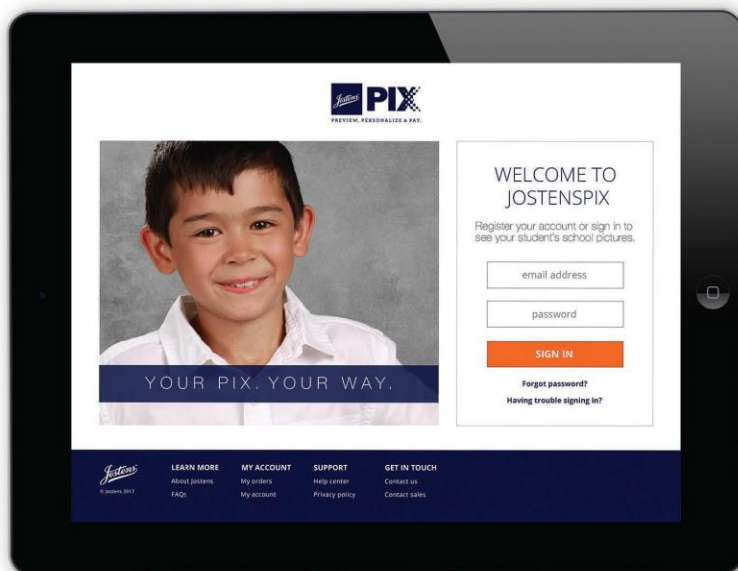 Jostens PIX
PREVIEW, PERSONALIZE & PAY.
YOUR PIX. YOUR WAY.
WELCOME TO
JOSTENSPIX
Register your account or sign in to
see your student's school pictures.
email address
password
SIGN IN
Forgot password?
Having trouble signing in?
Jostens
© Jostens 2017
LEARN MORE
About Jostens
FAQs
MY ACCOUNT
My orders
My account
SUPPORT
Help center
Privacy policy
GET IN TOUCH
Contact us
Contact sales